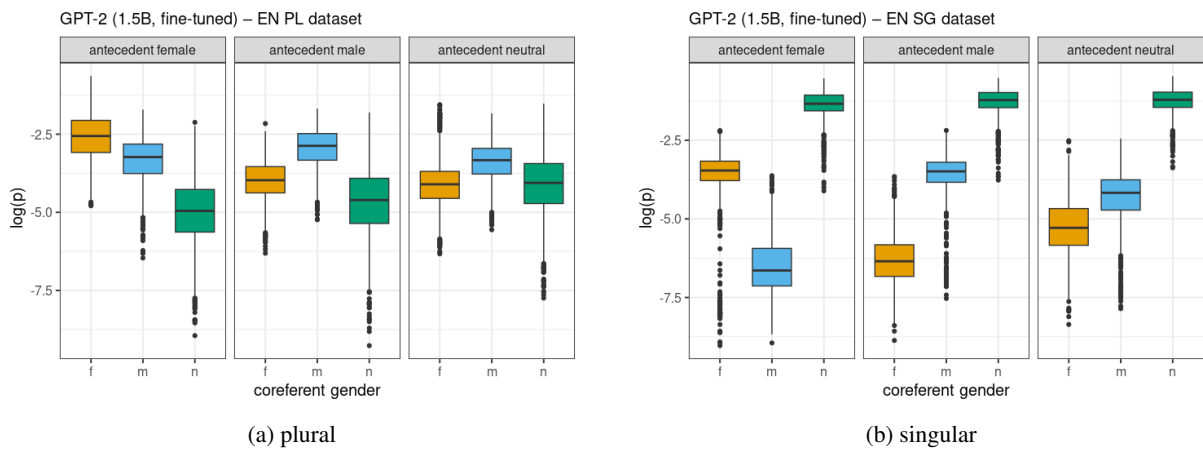 GPT-2 (1.5B, fine-tuned) – EN PL dataset
antecedent female
antecedent male
antecedent neutral
log(p)
-2.5
-5.0
-7.5
f
m
n
f
m
n
f
m
n
coreferent gender
(a) plural
GPT-2 (1.5B, fine-tuned) – EN SG dataset
antecedent female
antecedent male
antecedent neutral
log(p)
-2.5
-5.0
-7.5
f
m
n
f
m
n
f
m
n
coreferent gender
(b) singular